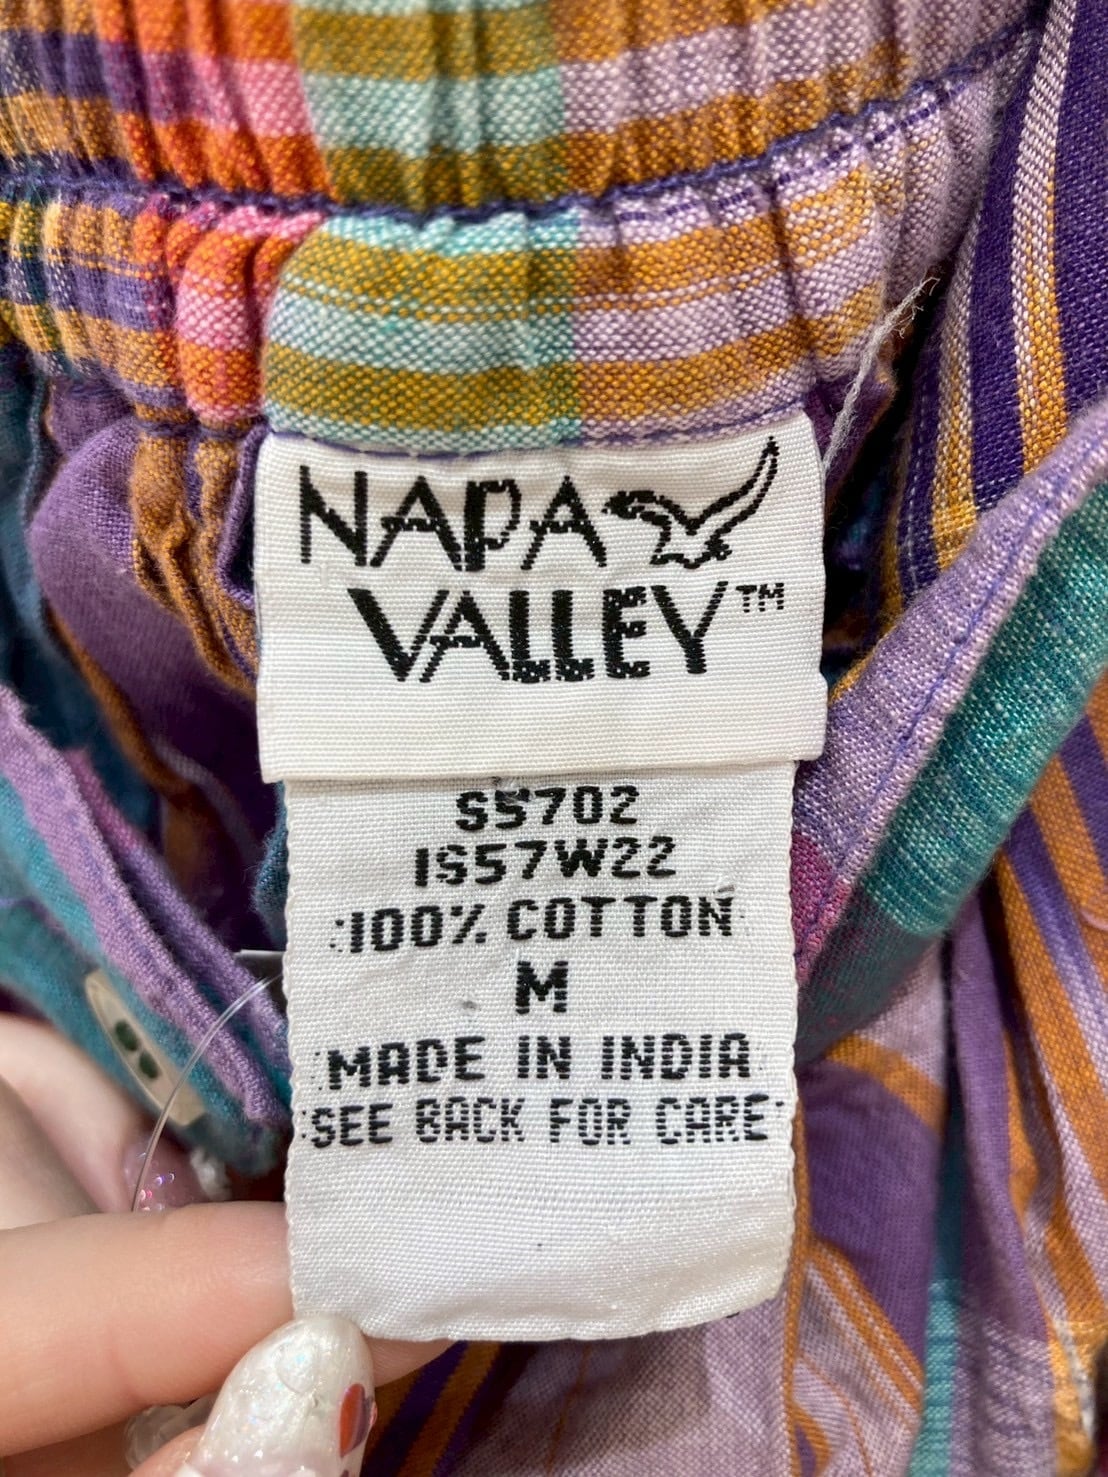 NAPA
VALLEY™
S5702
IS57W22
100% COTTON
M
MADE IN INDIA
SEE BACK FOR CARE